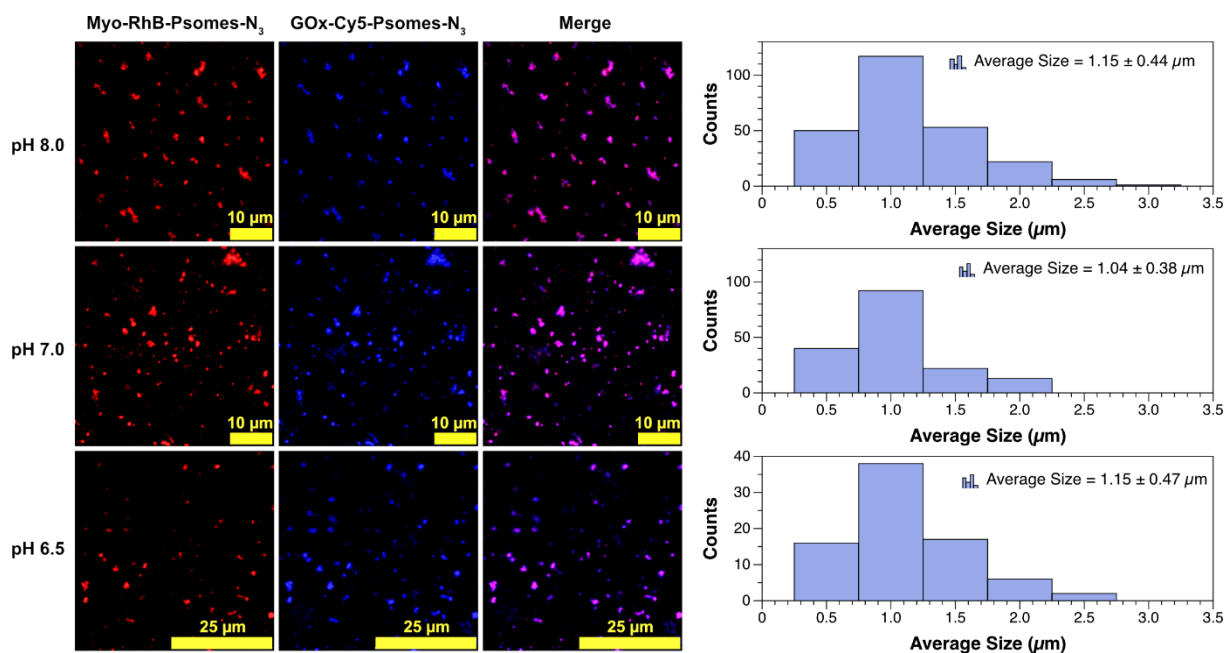 Myo-RhB-Psomes-N₃ GOx-Cy5-Psomes-N₃ Merge
pH 8.0
10 µm 10 µm 10 µm
pH 7.0
10 µm 10 µm 10 µm
pH 6.5
25 µm 25 µm 25 µm
Average Size = 1.15 ± 0.44 µm
Counts
100
50
0
0 0.5 1.0 1.5 2.0 2.5 3.0 3.5
Average Size (µm)
Average Size = 1.04 ± 0.38 µm
Counts
100
50
0
0 0.5 1.0 1.5 2.0 2.5 3.0 3.5
Average Size (µm)
Average Size = 1.15 ± 0.47 µm
Counts
40
30
20
10
0
0 0.5 1.0 1.5 2.0 2.5 3.0 3.5
Average Size (µm)